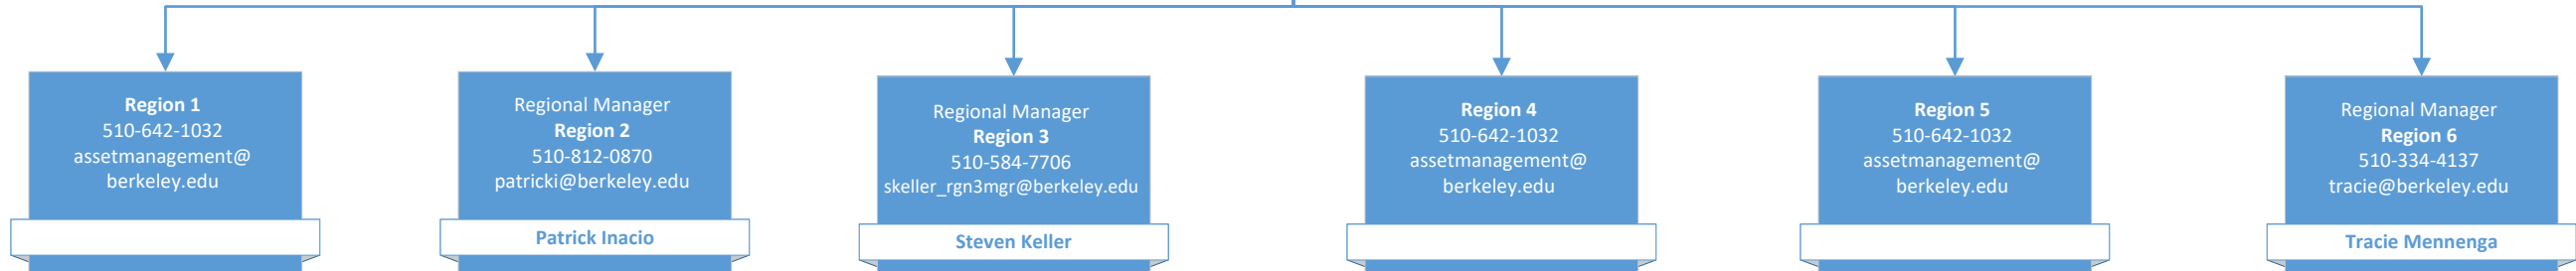 Region 1
510-642-1032
assetmanagement@
berkeley.edu
Regional Manager
Region 2
510-812-0870
patricki@berkeley.edu
Patrick Inacio
Regional Manager
Region 3
510-584-7706
skeller_rgn3mgr@berkeley.edu
Steven Keller
Region 4
510-642-1032
assetmanagement@
berkeley.edu
Region 5
510-642-1032
assetmanagement@
berkeley.edu
Regional Manager
Region 6
510-334-4137
tracie@berkeley.edu
Tracie Mennenga